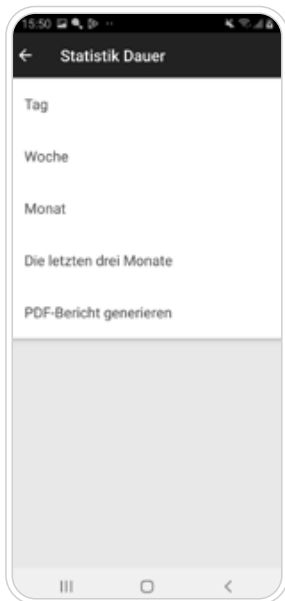 15:50
Statistik Dauer
Tag
Woche
Monat
Die letzten drei Monate
PDF-Bericht generieren